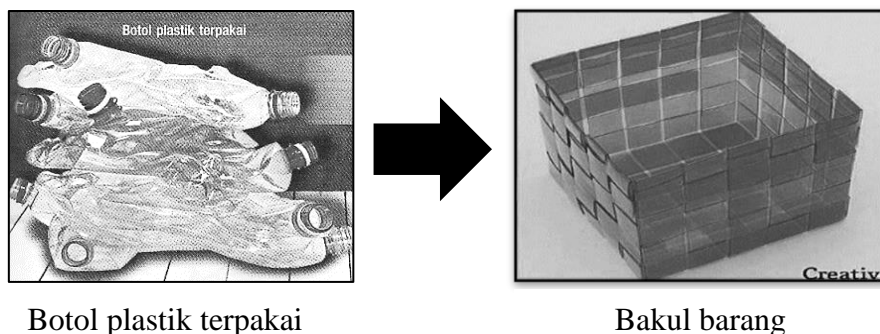 Botol plastik terpakai
Creativ
Botol plastik terpakai
Bakul barang